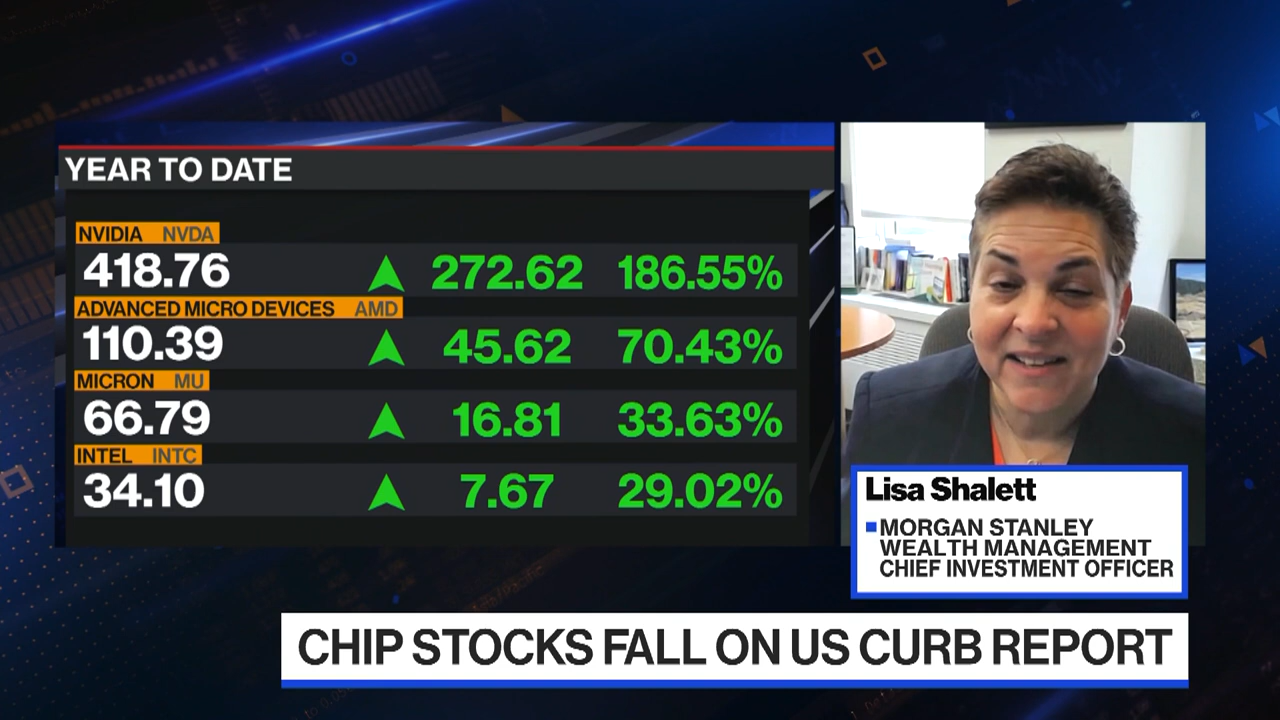 YEAR TO DATE
NVIDIA NVDA
418.76 272.62 186.55%
ADVANCED MICRO DEVICES AMD
110.39 45.62 70.43%
MICRON MU
66.79 16.81 33.63%
INTEL INTC
34.10 7.67 29.02%
Lisa Shalett
MORGAN STANLEY
WEALTH MANAGEMENT
CHIEF INVESTMENT OFFICER
CHIP STOCKS FALL ON US CURB REPORT